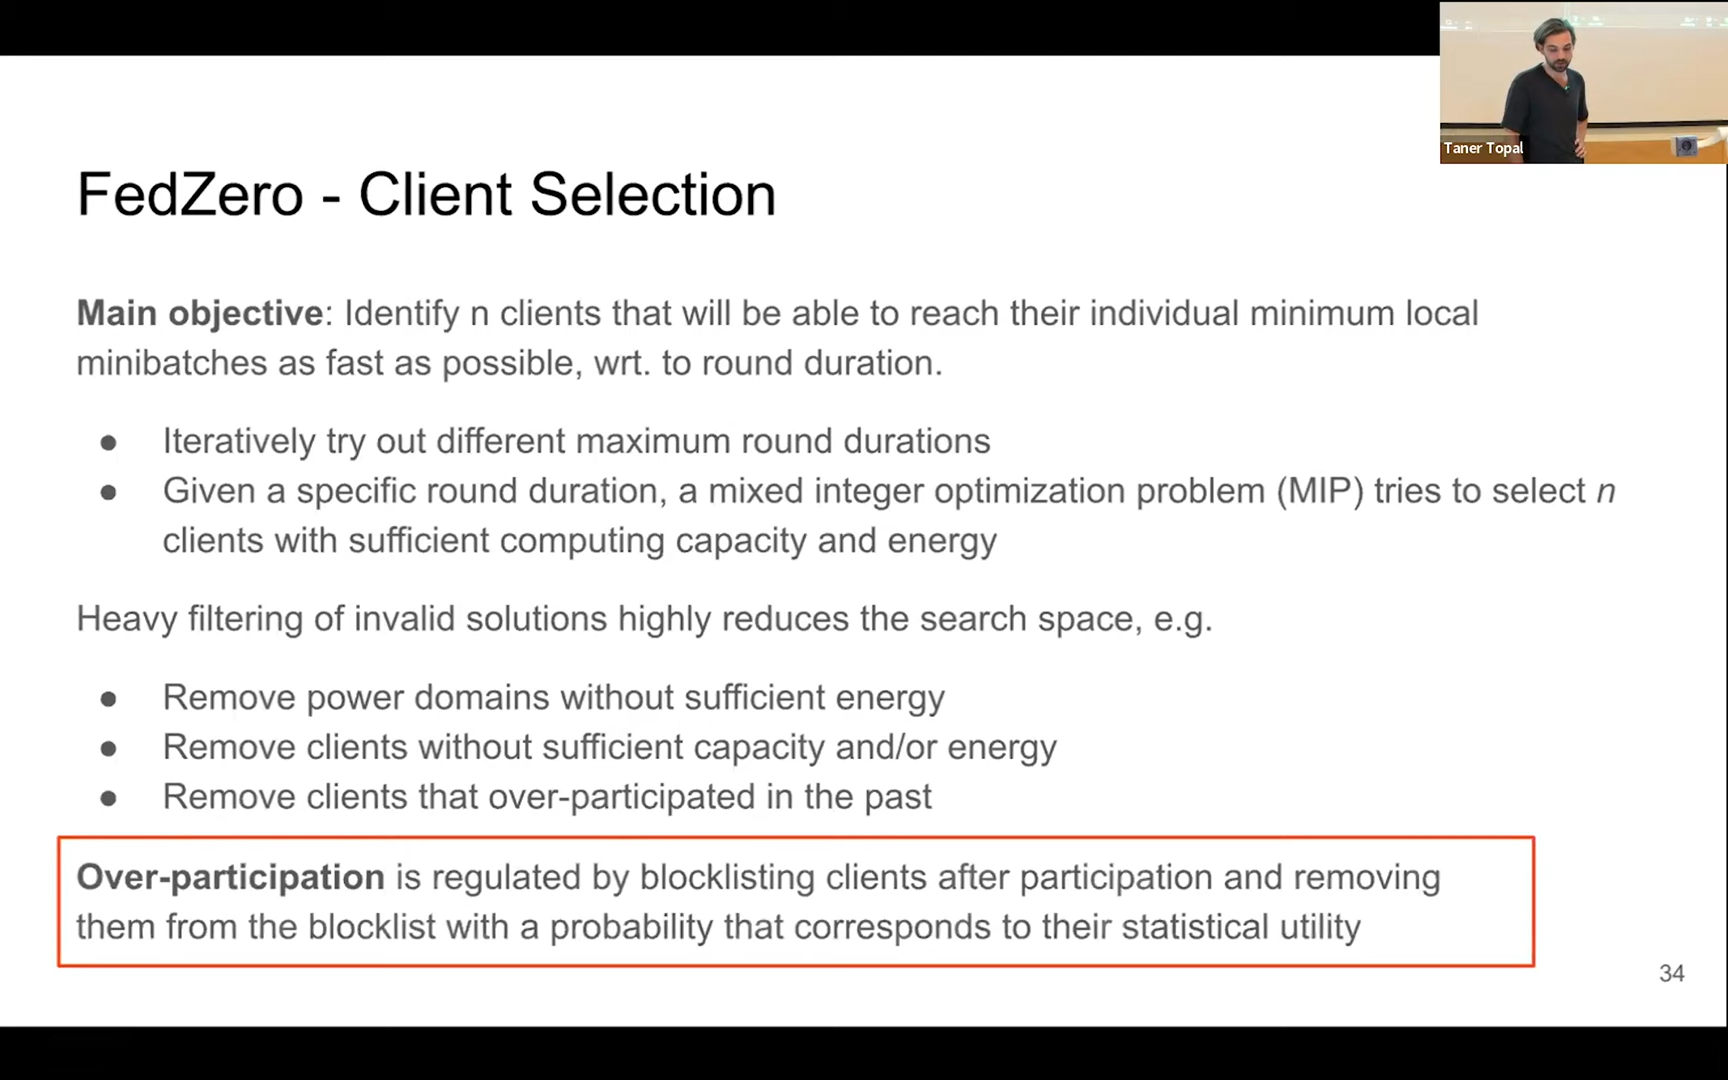 Taner Topal
FedZero - Client Selection
Main objective: Identify n clients that will be able to reach their individual minimum local
minibatches as fast as possible, wrt. to round duration.
● Iteratively try out different maximum round durations
● Given a specific round duration, a mixed integer optimization problem (MIP) tries to select n
clients with sufficient computing capacity and energy
Heavy filtering of invalid solutions highly reduces the search space, e.g.
● Remove power domains without sufficient energy
● Remove clients without sufficient capacity and/or energy
● Remove clients that over-participated in the past
Over-participation is regulated by blocklisting clients after participation and removing
them from the blocklist with a probability that corresponds to their statistical utility
34